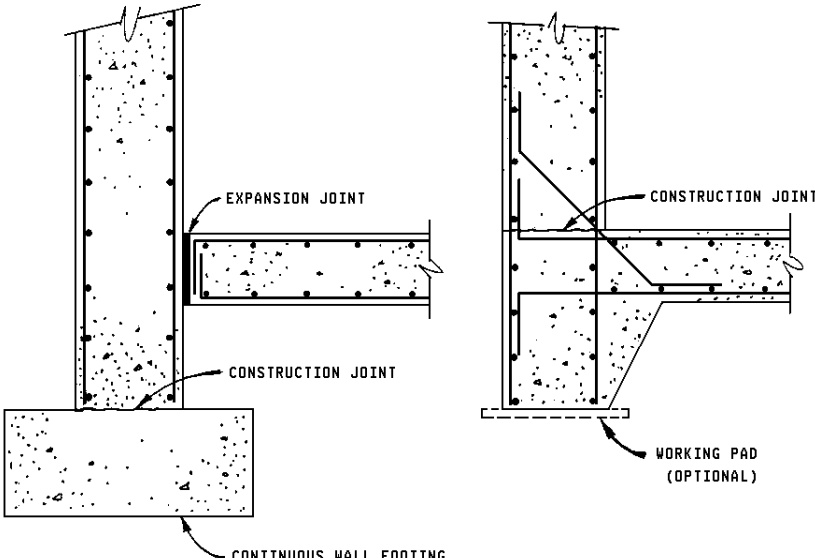 EXPANSION JOINT
CONSTRUCTION JOINT
CONSTRUCTION JOINT
WORKING PAD
(OPTIONAL)
CONTINUOUS WALL FOOTING